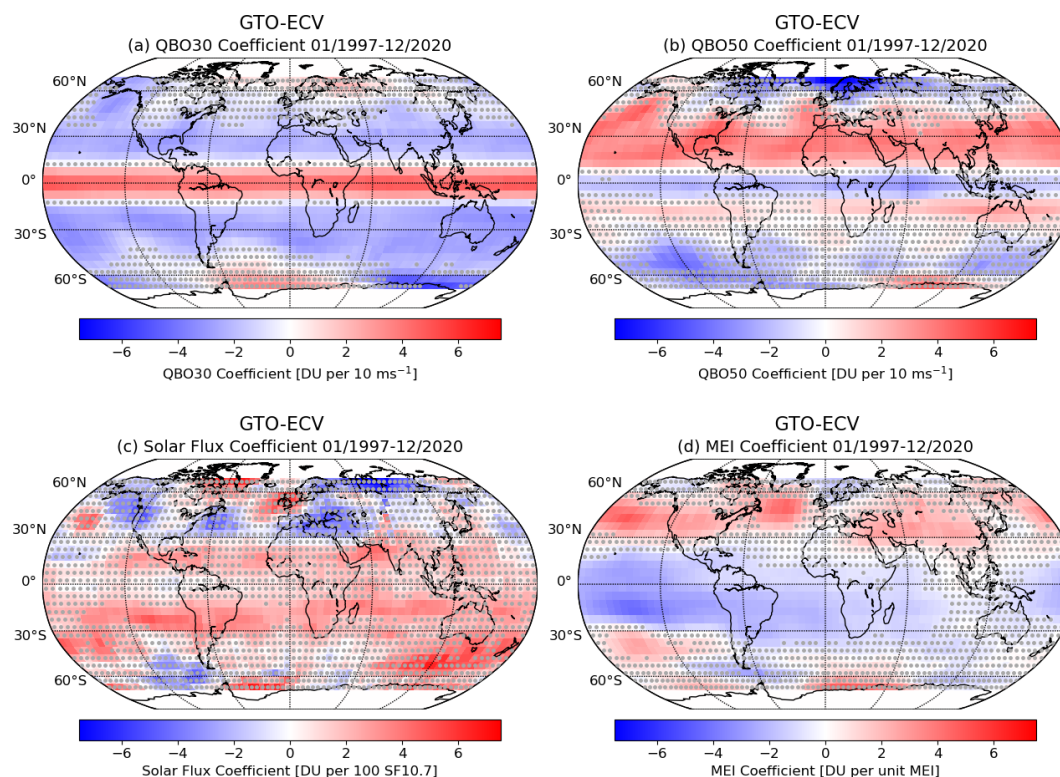 GTO-ECV
(a) QBO30 Coefficient 01/1997-12/2020
60°N
30°N
0°
30°S
60°S
−6 −4 −2 0 2 4 6
QBO30 Coefficient [DU per 10 ms⁻¹]
GTO-ECV
(b) QBO50 Coefficient 01/1997-12/2020
60°N
30°N
0°
30°S
60°S
−6 −4 −2 0 2 4 6
QBO50 Coefficient [DU per 10 ms⁻¹]
GTO-ECV
(c) Solar Flux Coefficient 01/1997-12/2020
60°N
30°N
0°
30°S
60°S
−6 −4 −2 0 2 4 6
Solar Flux Coefficient [DU per 100 SF10.7]
GTO-ECV
(d) MEI Coefficient 01/1997-12/2020
60°N
30°N
0°
30°S
60°S
−6 −4 −2 0 2 4 6
MEI Coefficient [DU per unit MEI]